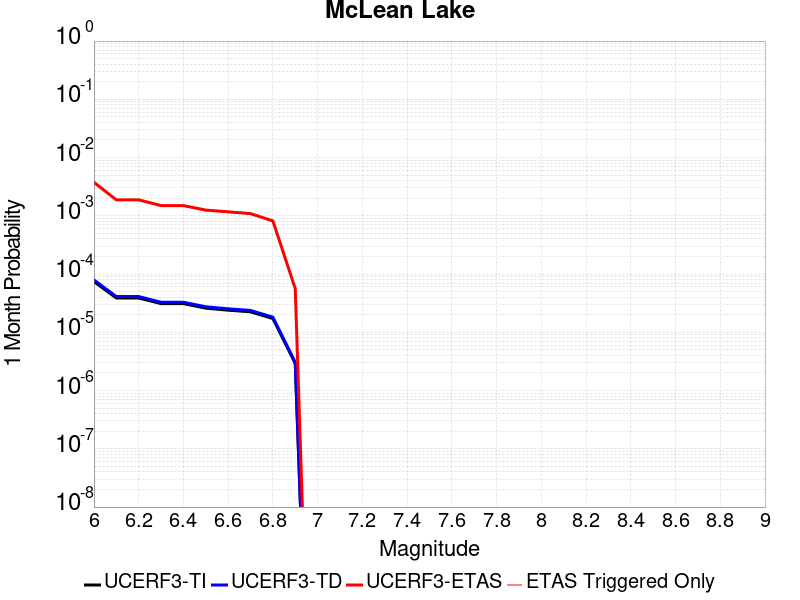 McLean Lake
10 0
10 -1
10 -2
10 -3
10 -4
10 -5
10 -6
10 -7
10 -8
1 Month Probability
6 6.2 6.4 6.6 6.8 7 7.2 7.4 7.6 7.8 8 8.2 8.4 8.6 8.8 9
Magnitude
UCERF3-TI UCERF3-TD UCERF3-ETAS ETAS Triggered Only